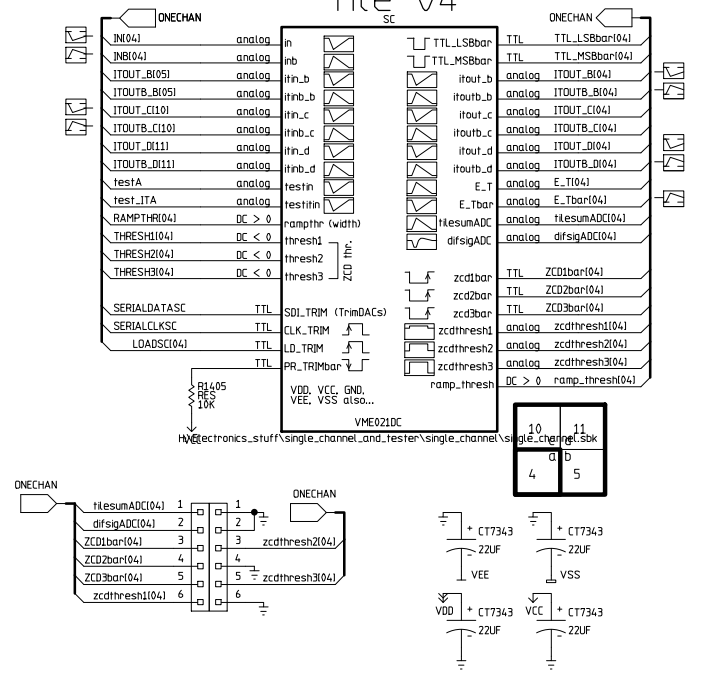 Tile V4
ONECHAN
SC
ONECHAN
IN[04] analog in TTL_LSBbar TTL TTL_LSBbar[04]
INB[04] analog inb TTL_MSBbar TTL TTL_MSBbar[04]
ITOUT_B[05] analog itin_b itout_b analog ITOUT_B[04]
ITOUTB_B[05] analog itinb_b itoutb_b analog ITOUTB_B[04]
ITOUT_C[10] analog itin_c itout_c analog ITOUT_C[04]
ITOUTB_C[10] analog itinb_c itoutb_c analog ITOUTB_C[04]
ITOUT_D[11] analog itin_d itout_d analog ITOUT_D[04]
ITOUTB_D[11] analog itinb_d itoutb_d analog ITOUTB_D[04]
testA analog testin E_T analog E_T[04]
test_ITA analog testitin E_Tbar analog E_Tbar[04]
RAMPTHR[04] DC > 0 rampthr (width) tilesumADC analog tilesumADC[04]
THRESH1[04] DC < 0 thresh1 difsigADC analog difsigADC[04]
THRESH2[04] DC < 0 thresh2
THRESH3[04] DC < 0 thresh3
ZCD thr.
zcd1bar TTL ZCD1bar[04]
zcd2bar TTL ZCD2bar[04]
SERIALDATASC TTL SDI_TRIM (TrimDACs) zcd3bar TTL ZCD3bar[04]
SERIALCLKSC TTL CLK_TRIM zcdthresh1 analog zcdthresh1[04]
LOADSC[04] TTL LD_TRIM zcdthresh2 analog zcdthresh2[04]
TTL PR_TRIMbar zcdthresh3 analog zcdthresh3[04]
ramp_thresh DC > 0 ramp_thresh[04]
R1405
RES
10K
VDD, VCC, GND,
VEE, VSS also...
VME021DC
VCC
H:\Electronics_stuff\single_channel_and_tester\single_channel\single_channel.sbk
10 11
c d
a b
4 5
ONECHAN
ONECHAN
tilesumADC[04] 1 1
difsigADC[04] 2 2
ZCD1bar[04] 3 3 zcdthresh2[04]
ZCD2bar[04] 4 4
ZCD3bar[04] 5 5 zcdthresh3[04]
zcdthresh1[04] 6 6
+ CT7343
22UF
VEE
+ CT7343
22UF
VSS
VDD + CT7343
22UF
VCC + CT7343
22UF